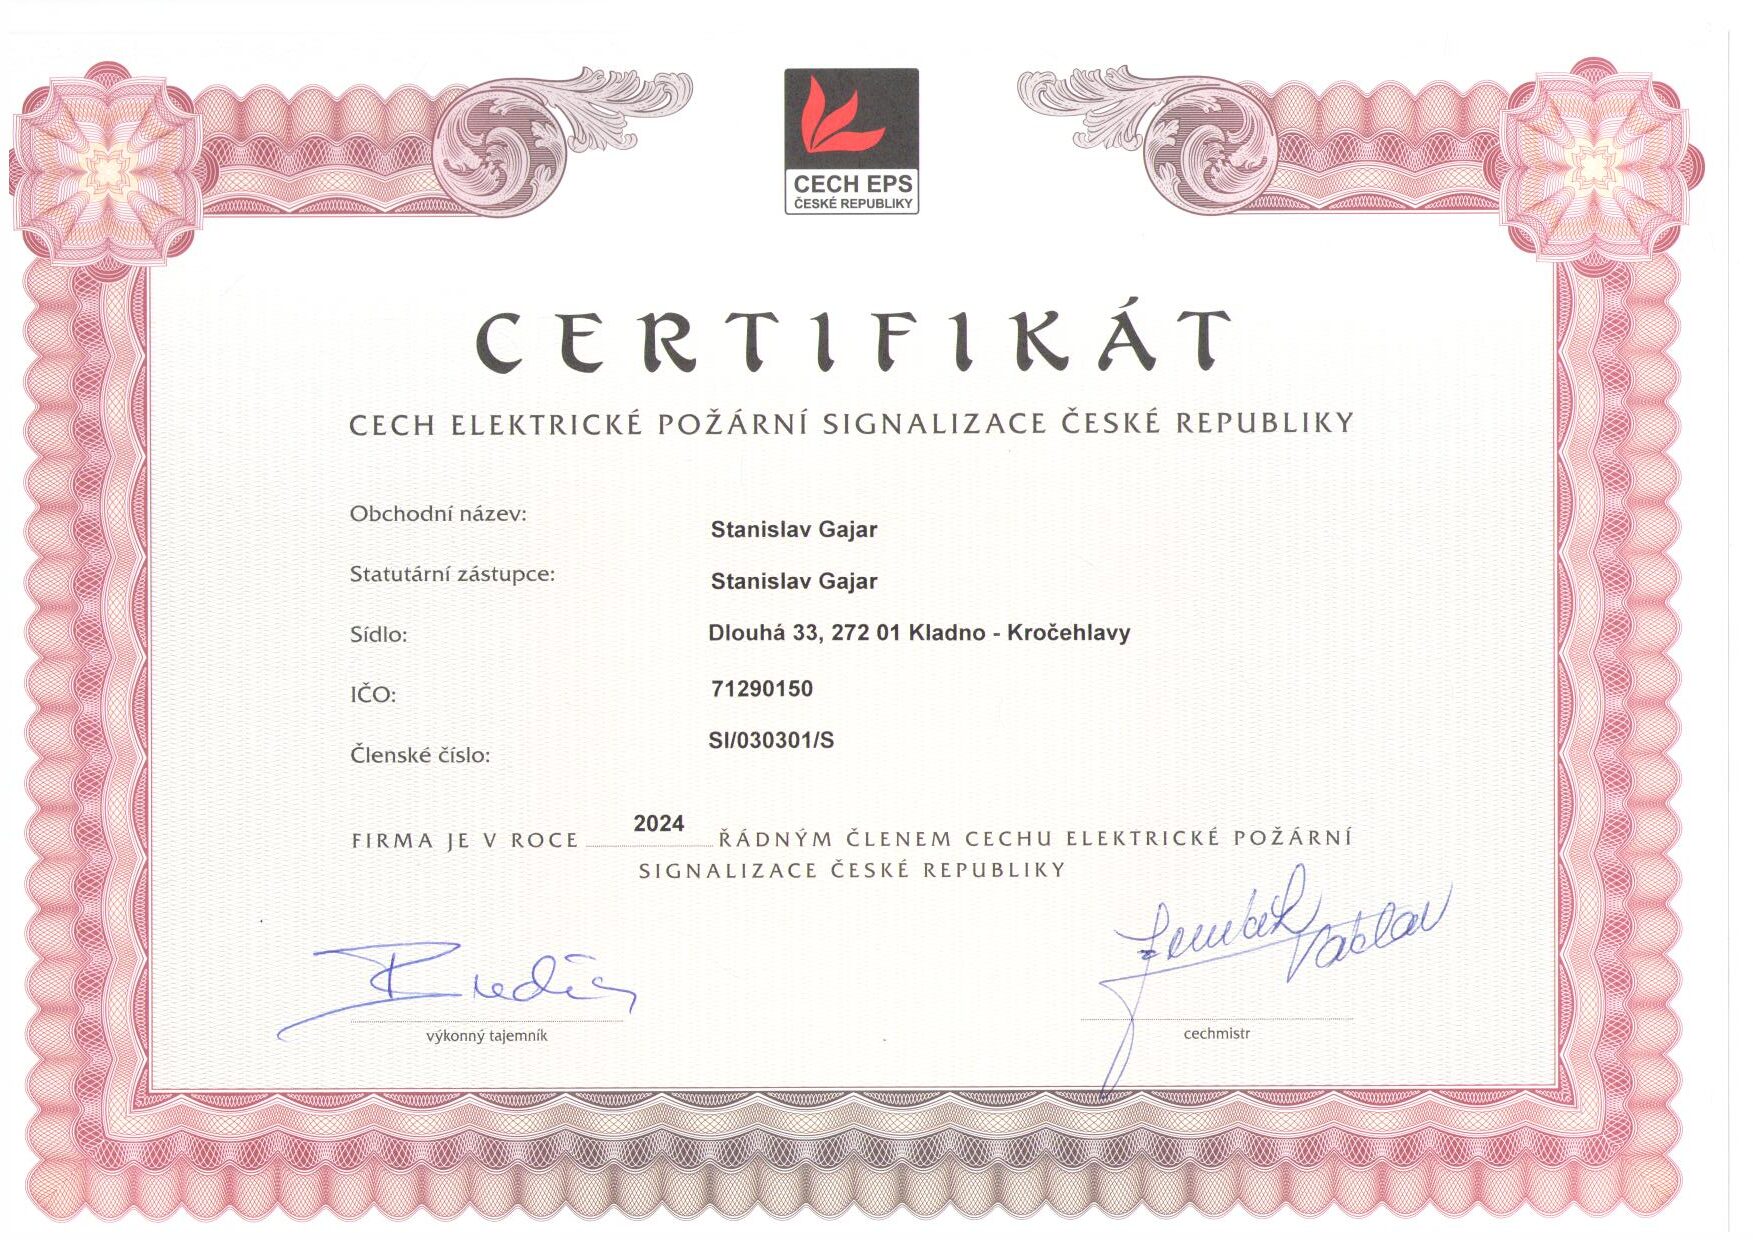 CECH EPS
ČESKÉ REPUBLIKY
CERTIFIKÁT
CECH ELEKTRICKÉ POŽÁRNÍ SIGNALIZACE ČESKÉ REPUBLIKY
Obchodní název: Stanislav Gajar
Statutární zástupce: Stanislav Gajar
Sídlo: Dlouhá 33, 272 01 Kladno - Kročehlavy
IČO: 71290150
Členské číslo: SI/030301/S
FIRMA JE V ROCE 2024 ŘÁDNÝM ČLENEM CECHU ELEKTRICKÉ POŽÁRNÍ
SIGNALIZACE ČESKÉ REPUBLIKY
výkonný tajemník cechmistr